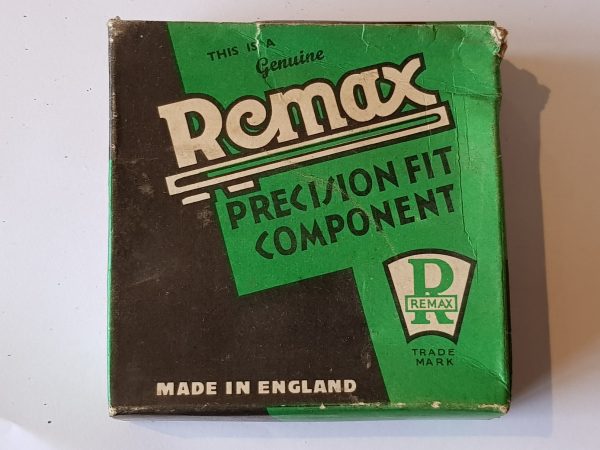 THIS IS A
Genuine
Remax
PRECISION FIT
COMPONENT
R
REMAX
TRADE
MARK
MADE IN ENGLAND